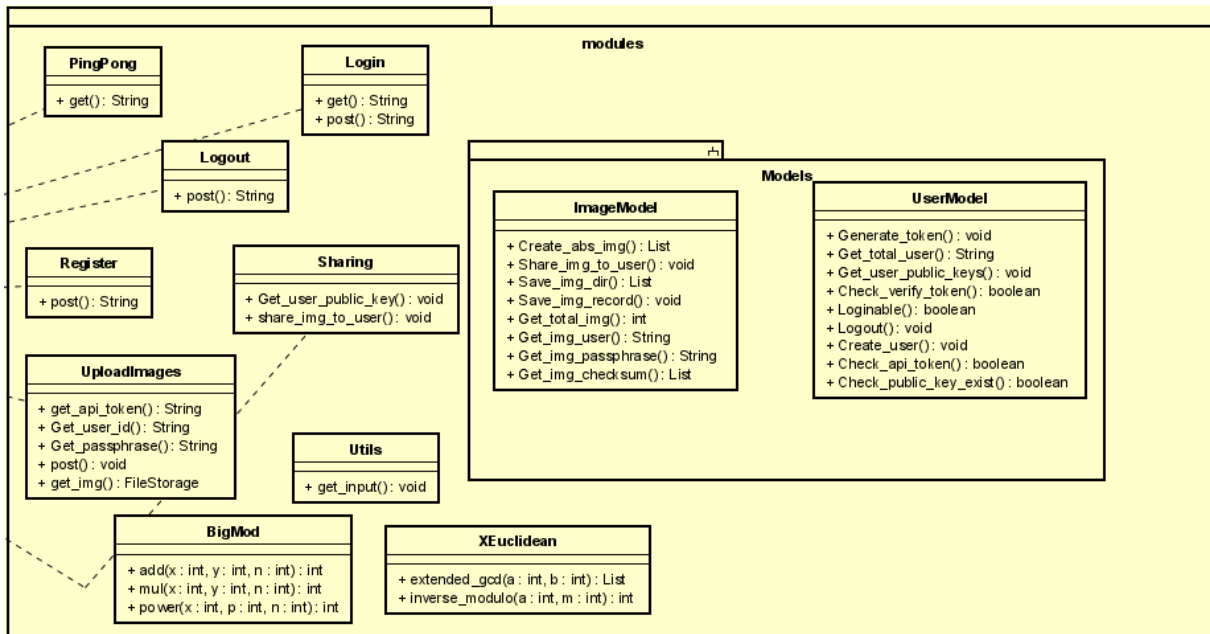 modules
PingPong
+ get() : String
Login
+ get() : String
+ post() : String
Logout
+ post() : String
Models
ImageModel
+ Create_abs_img() : List
+ Share_img_to_user() : void
+ Save_img_dir() : List
+ Save_img_record() : void
+ Get_total_img() : int
+ Get_img_user() : String
+ Get_img_passphrase() : String
+ Get_img_checksum() : List
UserModel
+ Generate_token() : void
+ Get_total_user() : String
+ Get_user_public_keys() : void
+ Check_verify_token() : boolean
+ Loginable() : boolean
+ Logout() : void
+ Create_user() : void
+ Check_api_token() : boolean
+ Check_public_key_exist() : boolean
Register
+ post() : String
Sharing
+ Get_user_public_key() : void
+ share_img_to_user() : void
UploadImages
+ get_api_token() : String
+ Get_user_id() : String
+ Get_passphrase() : String
+ post() : void
+ get_img() : FileStorage
Utils
+ get_input() : void
BigMod
+ add(x : int, y : int, n : int) : int
+ mul(x : int, y : int, n : int) : int
+ power(x : int, p : int, n : int) : int
XEuclidean
+ extended_gcd(a : int, b : int) : List
+ inverse_modulo(a : int, m : int) : int